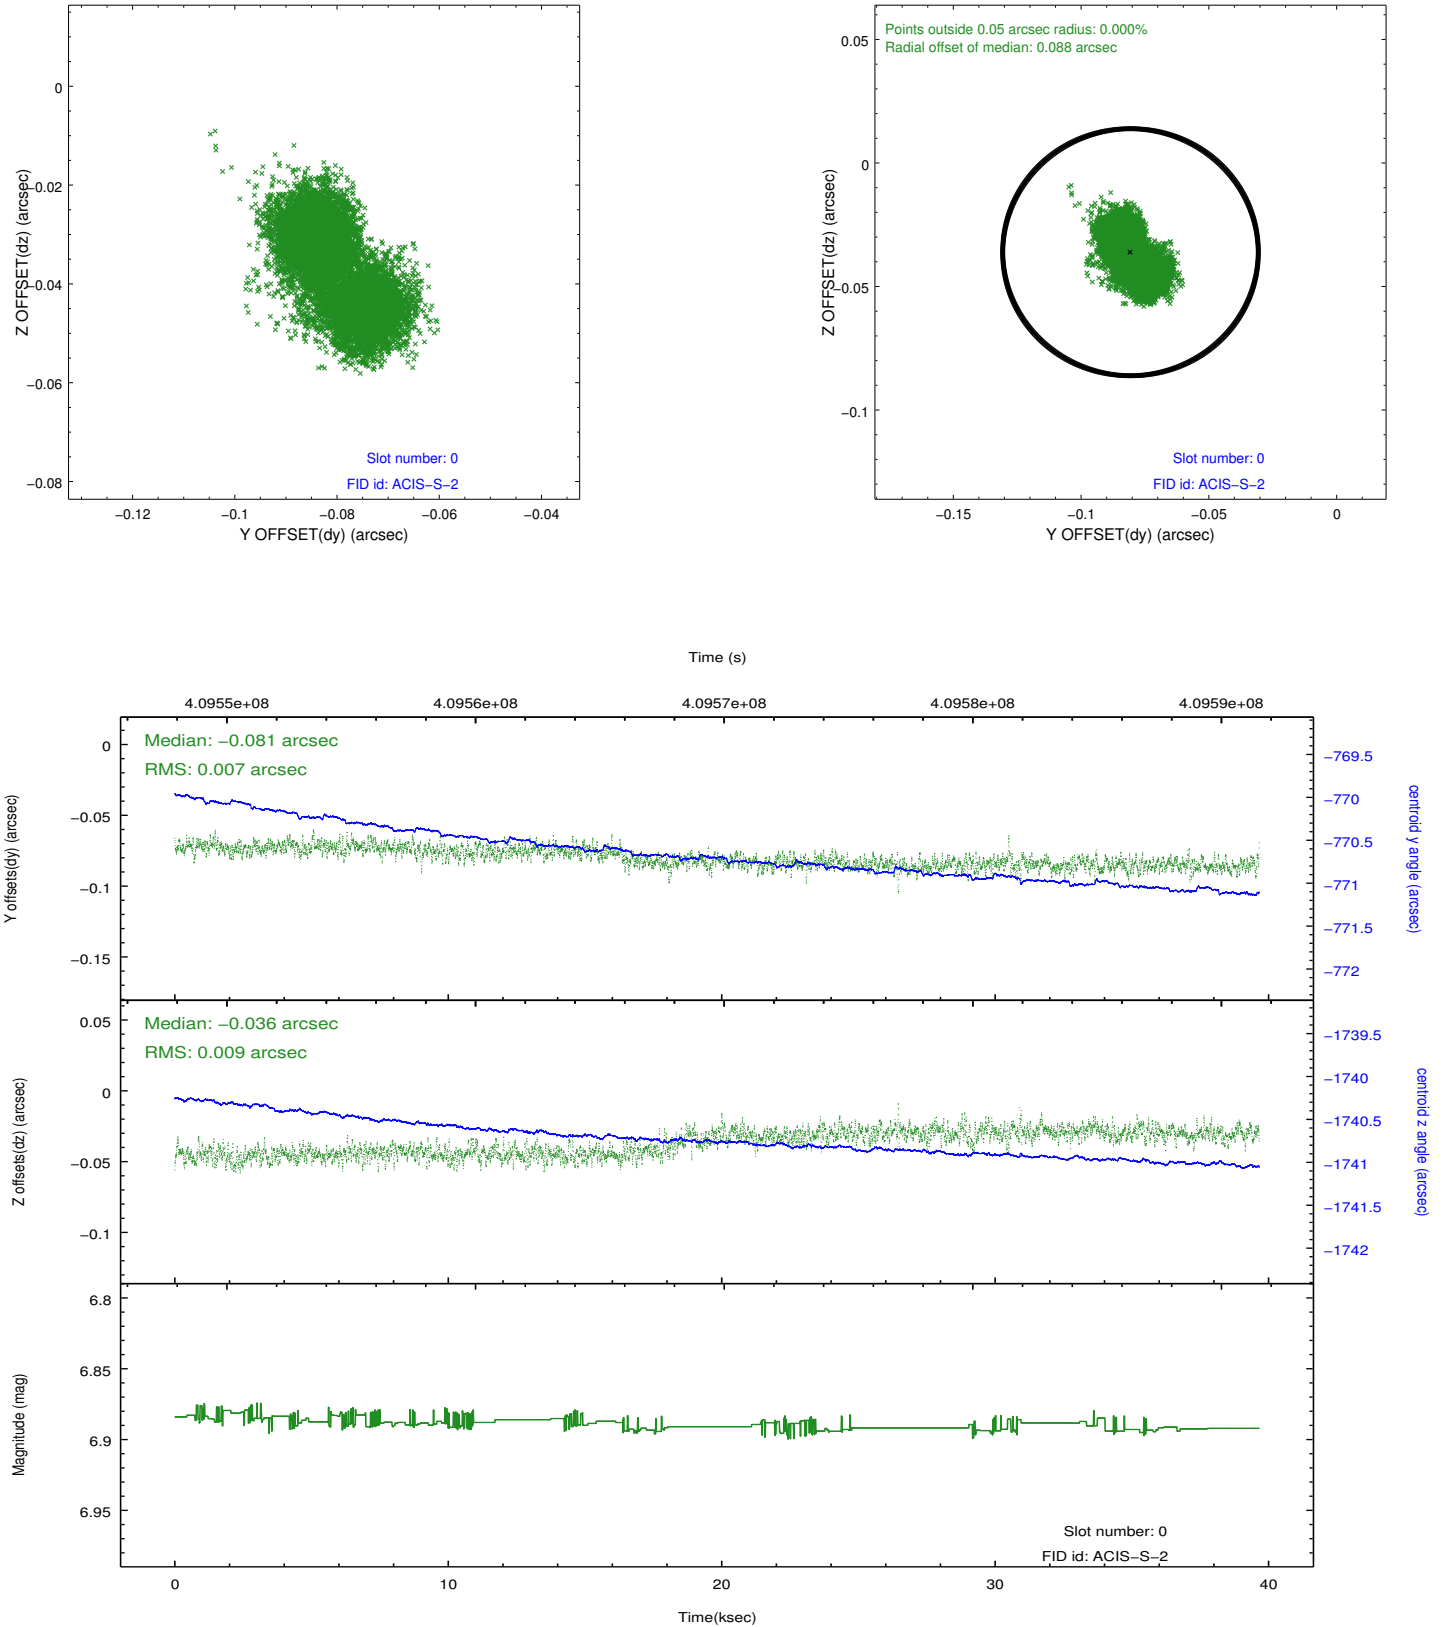 0
−0.02
−0.04
−0.06
−0.08
Z OFFSET(dz) (arcsec)
Slot number: 0
FID id: ACIS−S−2
−0.12
−0.1
−0.08
−0.06
−0.04
Y OFFSET(dy) (arcsec)
Points outside 0.05 arcsec radius: 0.000%
Radial offset of median: 0.088 arcsec
0.05
0
−0.05
−0.1
Z OFFSET(dz) (arcsec)
Slot number: 0
FID id: ACIS−S−2
−0.15
−0.1
−0.05
0
Y OFFSET(dy) (arcsec)
Time (s)
4.0955e+08
4.0956e+08
4.0957e+08
4.0958e+08
4.0959e+08
Median: −0.081 arcsec
RMS: 0.007 arcsec
0
−0.05
−0.1
−0.15
Y offsets(dy) (arcsec)
−769.5
−770
−770.5
−771
−771.5
−772
centroid y angle (arcsec)
Median: −0.036 arcsec
RMS: 0.009 arcsec
0.05
0
−0.05
−0.1
Z offsets(dz) (arcsec)
−1739.5
−1740
−1740.5
−1741
−1741.5
−1742
centroid z angle (arcsec)
6.8
6.85
6.9
6.95
Magnitude (mag)
Slot number: 0
FID id: ACIS−S−2
0
10
20
30
40
Time(ksec)